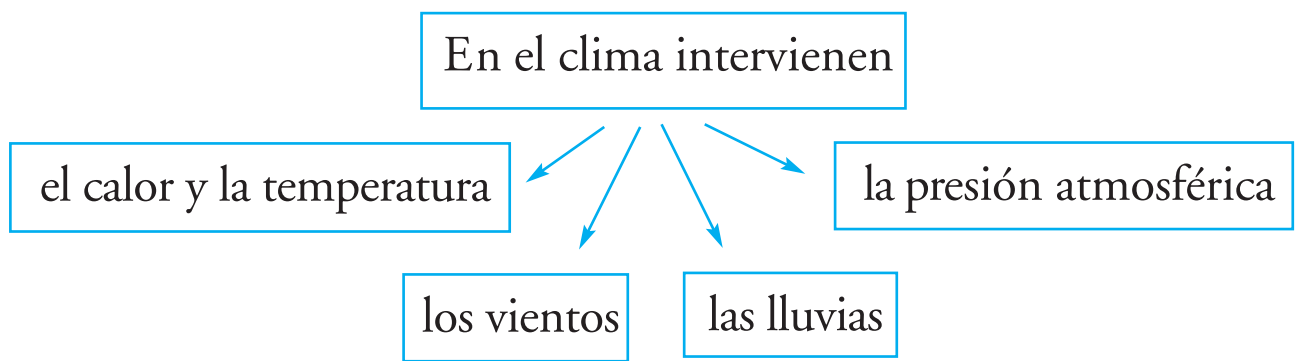 En el clima intervienen
el calor y la temperatura
la presión atmosférica
los vientos
las lluvias